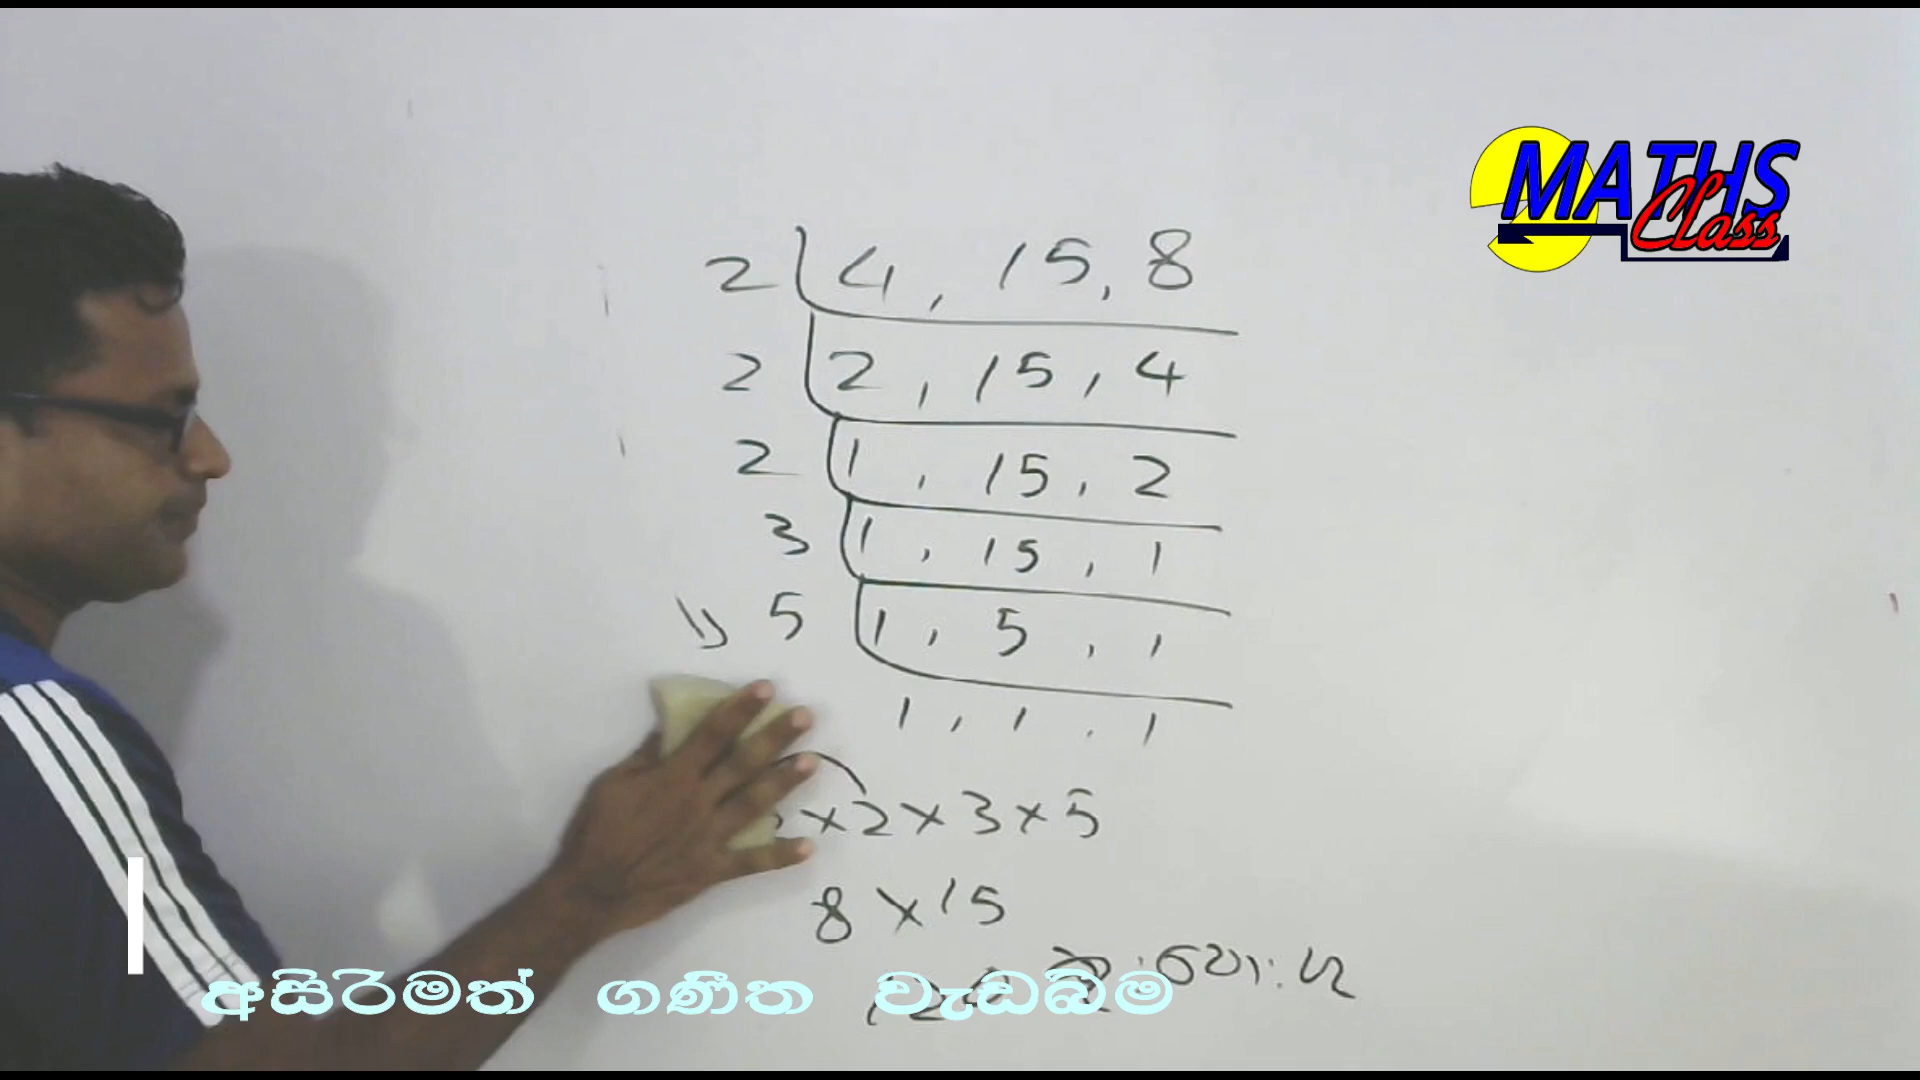 MATHS
Class
2 4, 15, 8
2 2, 15, 4
2 1, 15, 2
3 1, 15, 1
5 1, 5, 1
1, 1, 1
×2×3×5
8×15
120 කු.පො.ගු
අසිරිමත් ගණිත වැඩබිම